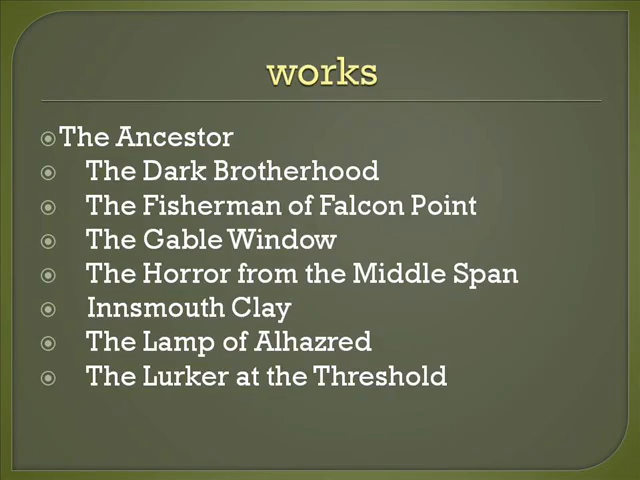 works
The Ancestor
The Dark Brotherhood
The Fisherman of Falcon Point
The Gable Window
The Horror from the Middle Span
Innsmouth Clay
The Lamp of Alhazred
The Lurker at the Threshold